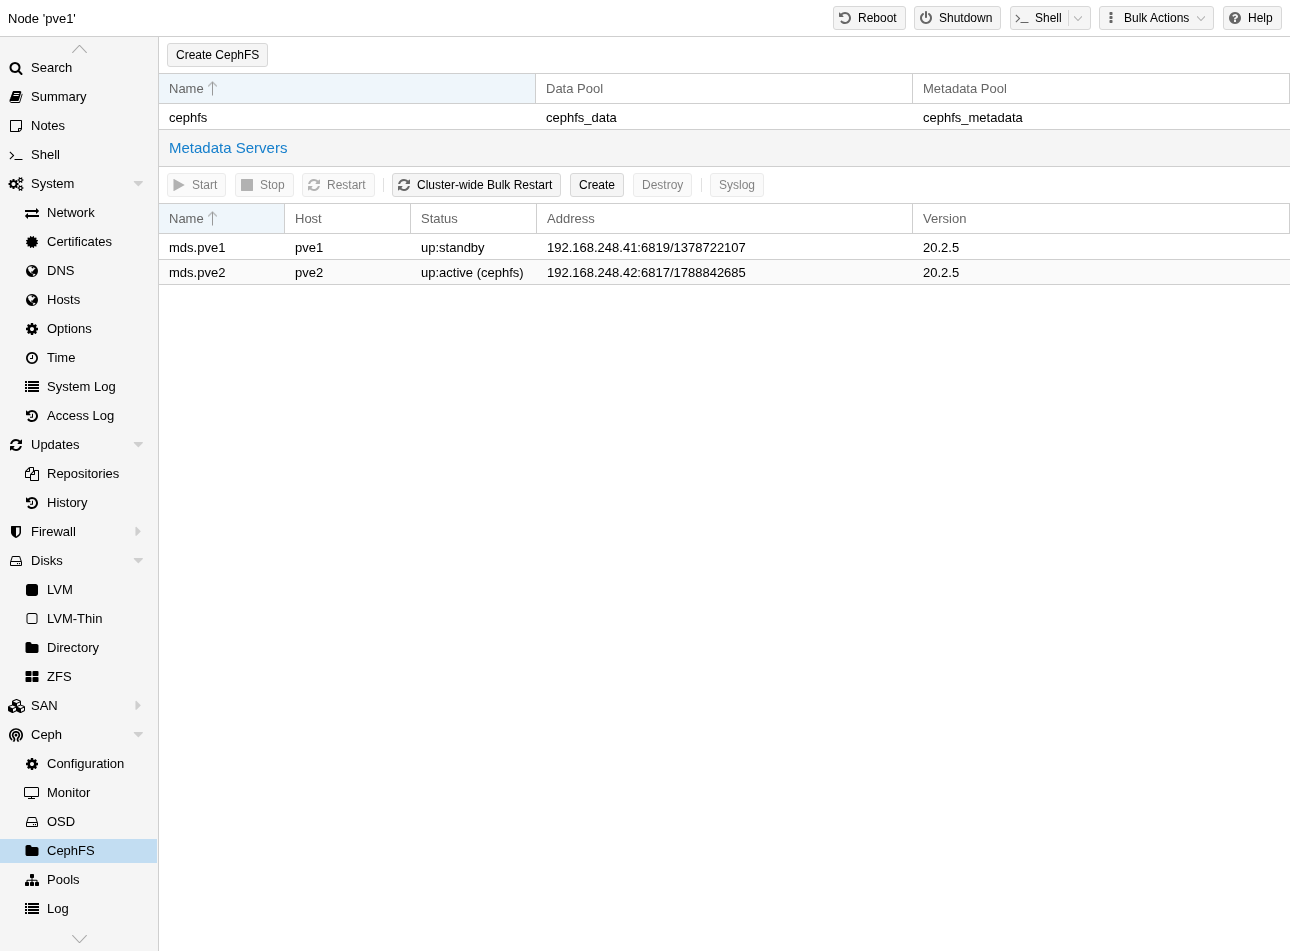 Node 'pve1'
Reboot
Shutdown
Shell
Bulk Actions
Help
Search
Summary
Notes
Shell
System
Network
Certificates
DNS
Hosts
Options
Time
System Log
Access Log
Updates
Repositories
History
Firewall
Disks
LVM
LVM-Thin
Directory
ZFS
SAN
Ceph
Configuration
Monitor
OSD
CephFS
Pools
Log
Create CephFS
Name Data Pool Metadata Pool
cephfs cephfs_data cephfs_metadata
Metadata Servers
Start Stop Restart Cluster-wide Bulk Restart Create Destroy Syslog
Name Host Status Address Version
mds.pve1 pve1 up:standby 192.168.248.41:6819/1378722107 20.2.5
mds.pve2 pve2 up:active (cephfs) 192.168.248.42:6817/1788842685 20.2.5